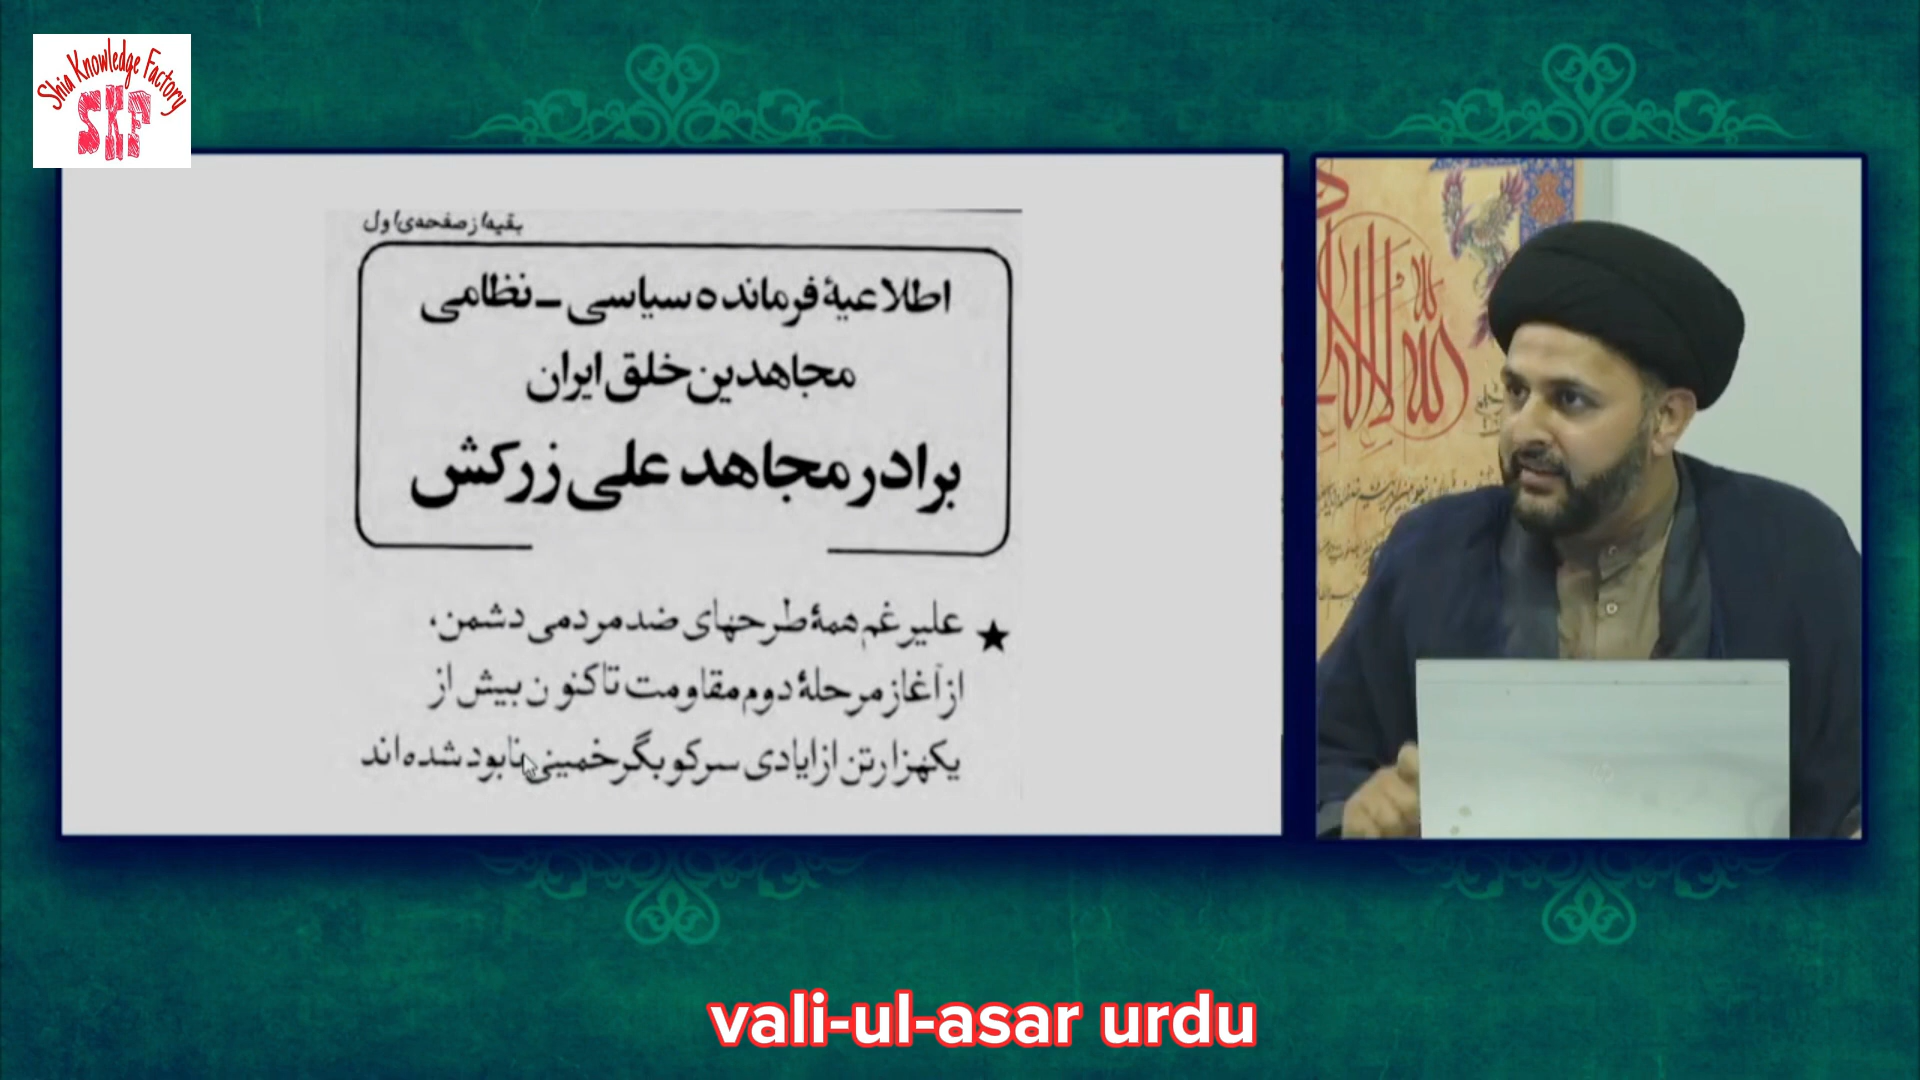 Shia Knowledge Factory
SKF
بقیه از صفحه‌ی اول
اطلاعیهٔ فرمانده سیاسی ـ نظامی
مجاهدین خلق ایران
برادر مجاهد علی زرکش
★ علیرغم همهٔ طرحهای ضد مردمی دشمن،
از آغاز مرحلهٔ دوم مقاومت تاکنون بیش از
یکهزار تن از ایادی سرکوبگر خمینی نابود شده‌اند
vali-ul-asar urdu